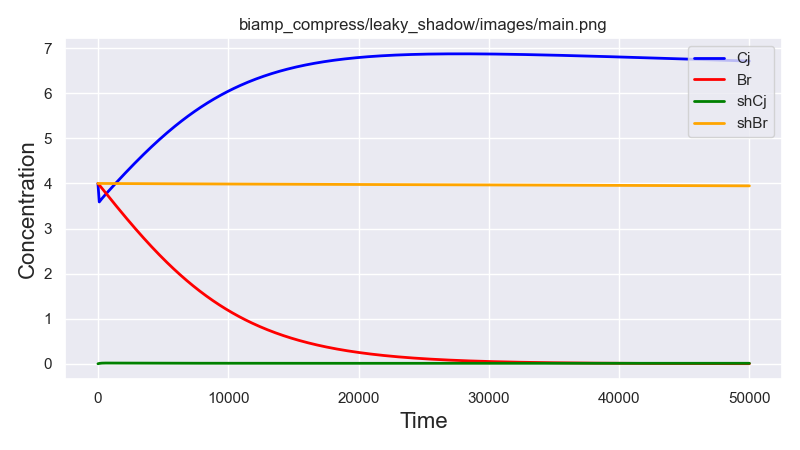 biamp_compress/leaky_shadow/images/main.png
7
6
5
4
3
2
1
0
Concentration
Cj
Br
shCj
shBr
0
10000
20000
30000
40000
50000
Time